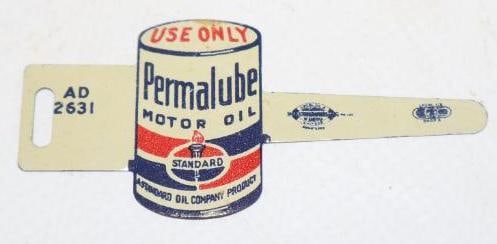 USE ONLY
Permalube
MOTOR OIL
STANDARD
A STANDARD OIL COMPANY PRODUCT
AD
2631